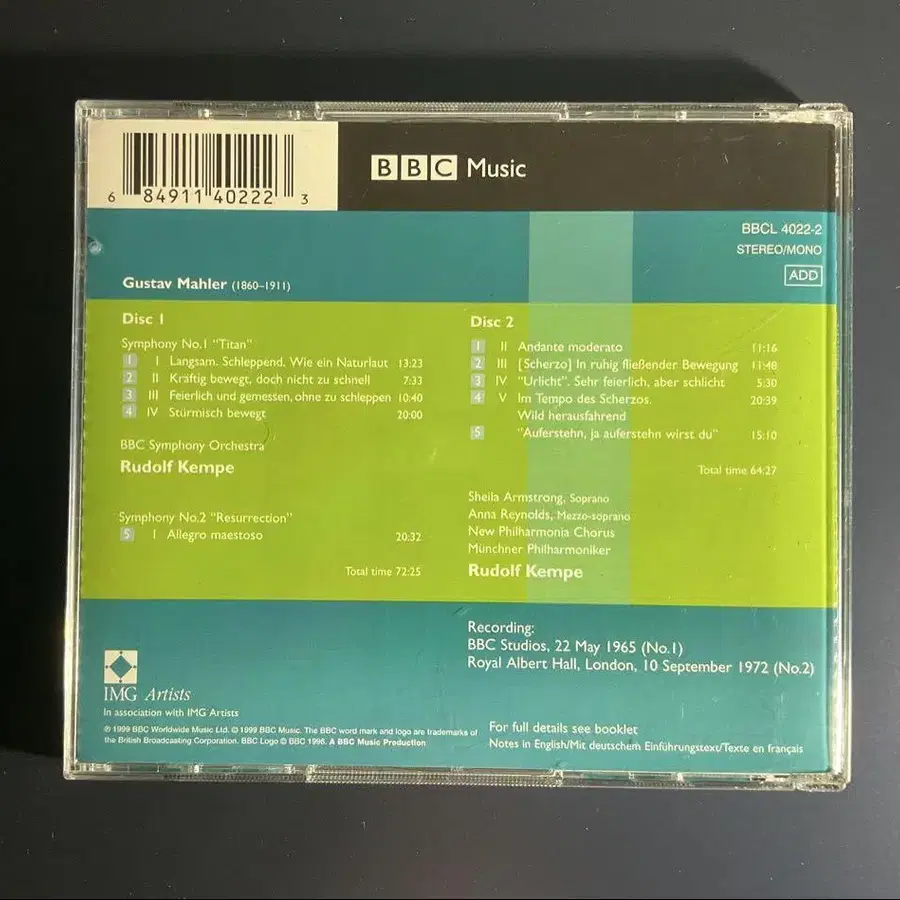 6 84911 40222 3
BBC Music
BBCL 4022-2
STEREO/MONO
ADD
Gustav Mahler (1860–1911)
Disc 1
Symphony No.1 "Titan"
1 I Langsam. Schleppend. Wie ein Naturlaut 13:23
2 II Kräftig bewegt, doch nicht zu schnell 7:33
3 III Feierlich und gemessen, ohne zu schleppen 10:40
4 IV Stürmisch bewegt 20:00
BBC Symphony Orchestra
Rudolf Kempe
Symphony No.2 "Resurrection"
5 I Allegro maestoso 20:32
Total time 72:25
Disc 2
1 II Andante moderato 11:16
2 III [Scherzo] In ruhig fließender Bewegung 11:40
3 IV "Urlicht". Sehr feierlich, aber schlicht 5:30
4 V Im Tempo des Scherzos. 20:39
Wild herausfahrend
5 "Auferstehn, ja auferstehn wirst du" 15:10
Total time 64:27
Sheila Armstrong, Soprano
Anna Reynolds, Mezzo-soprano
New Philharmonia Chorus
Münchner Philharmoniker
Rudolf Kempe
Recording:
BBC Studios, 22 May 1965 (No.1)
Royal Albert Hall, London, 10 September 1972 (No.2)
IMG Artists
In association with IMG Artists
℗ 1999 BBC Worldwide Music Ltd. © 1999 BBC Music. The BBC word mark and logo are trademarks of
the British Broadcasting Corporation. BBC Logo © BBC 1996. A BBC Music Production
For full details see booklet
Notes in English/Mit deutschem Einführungstext/Texte en français